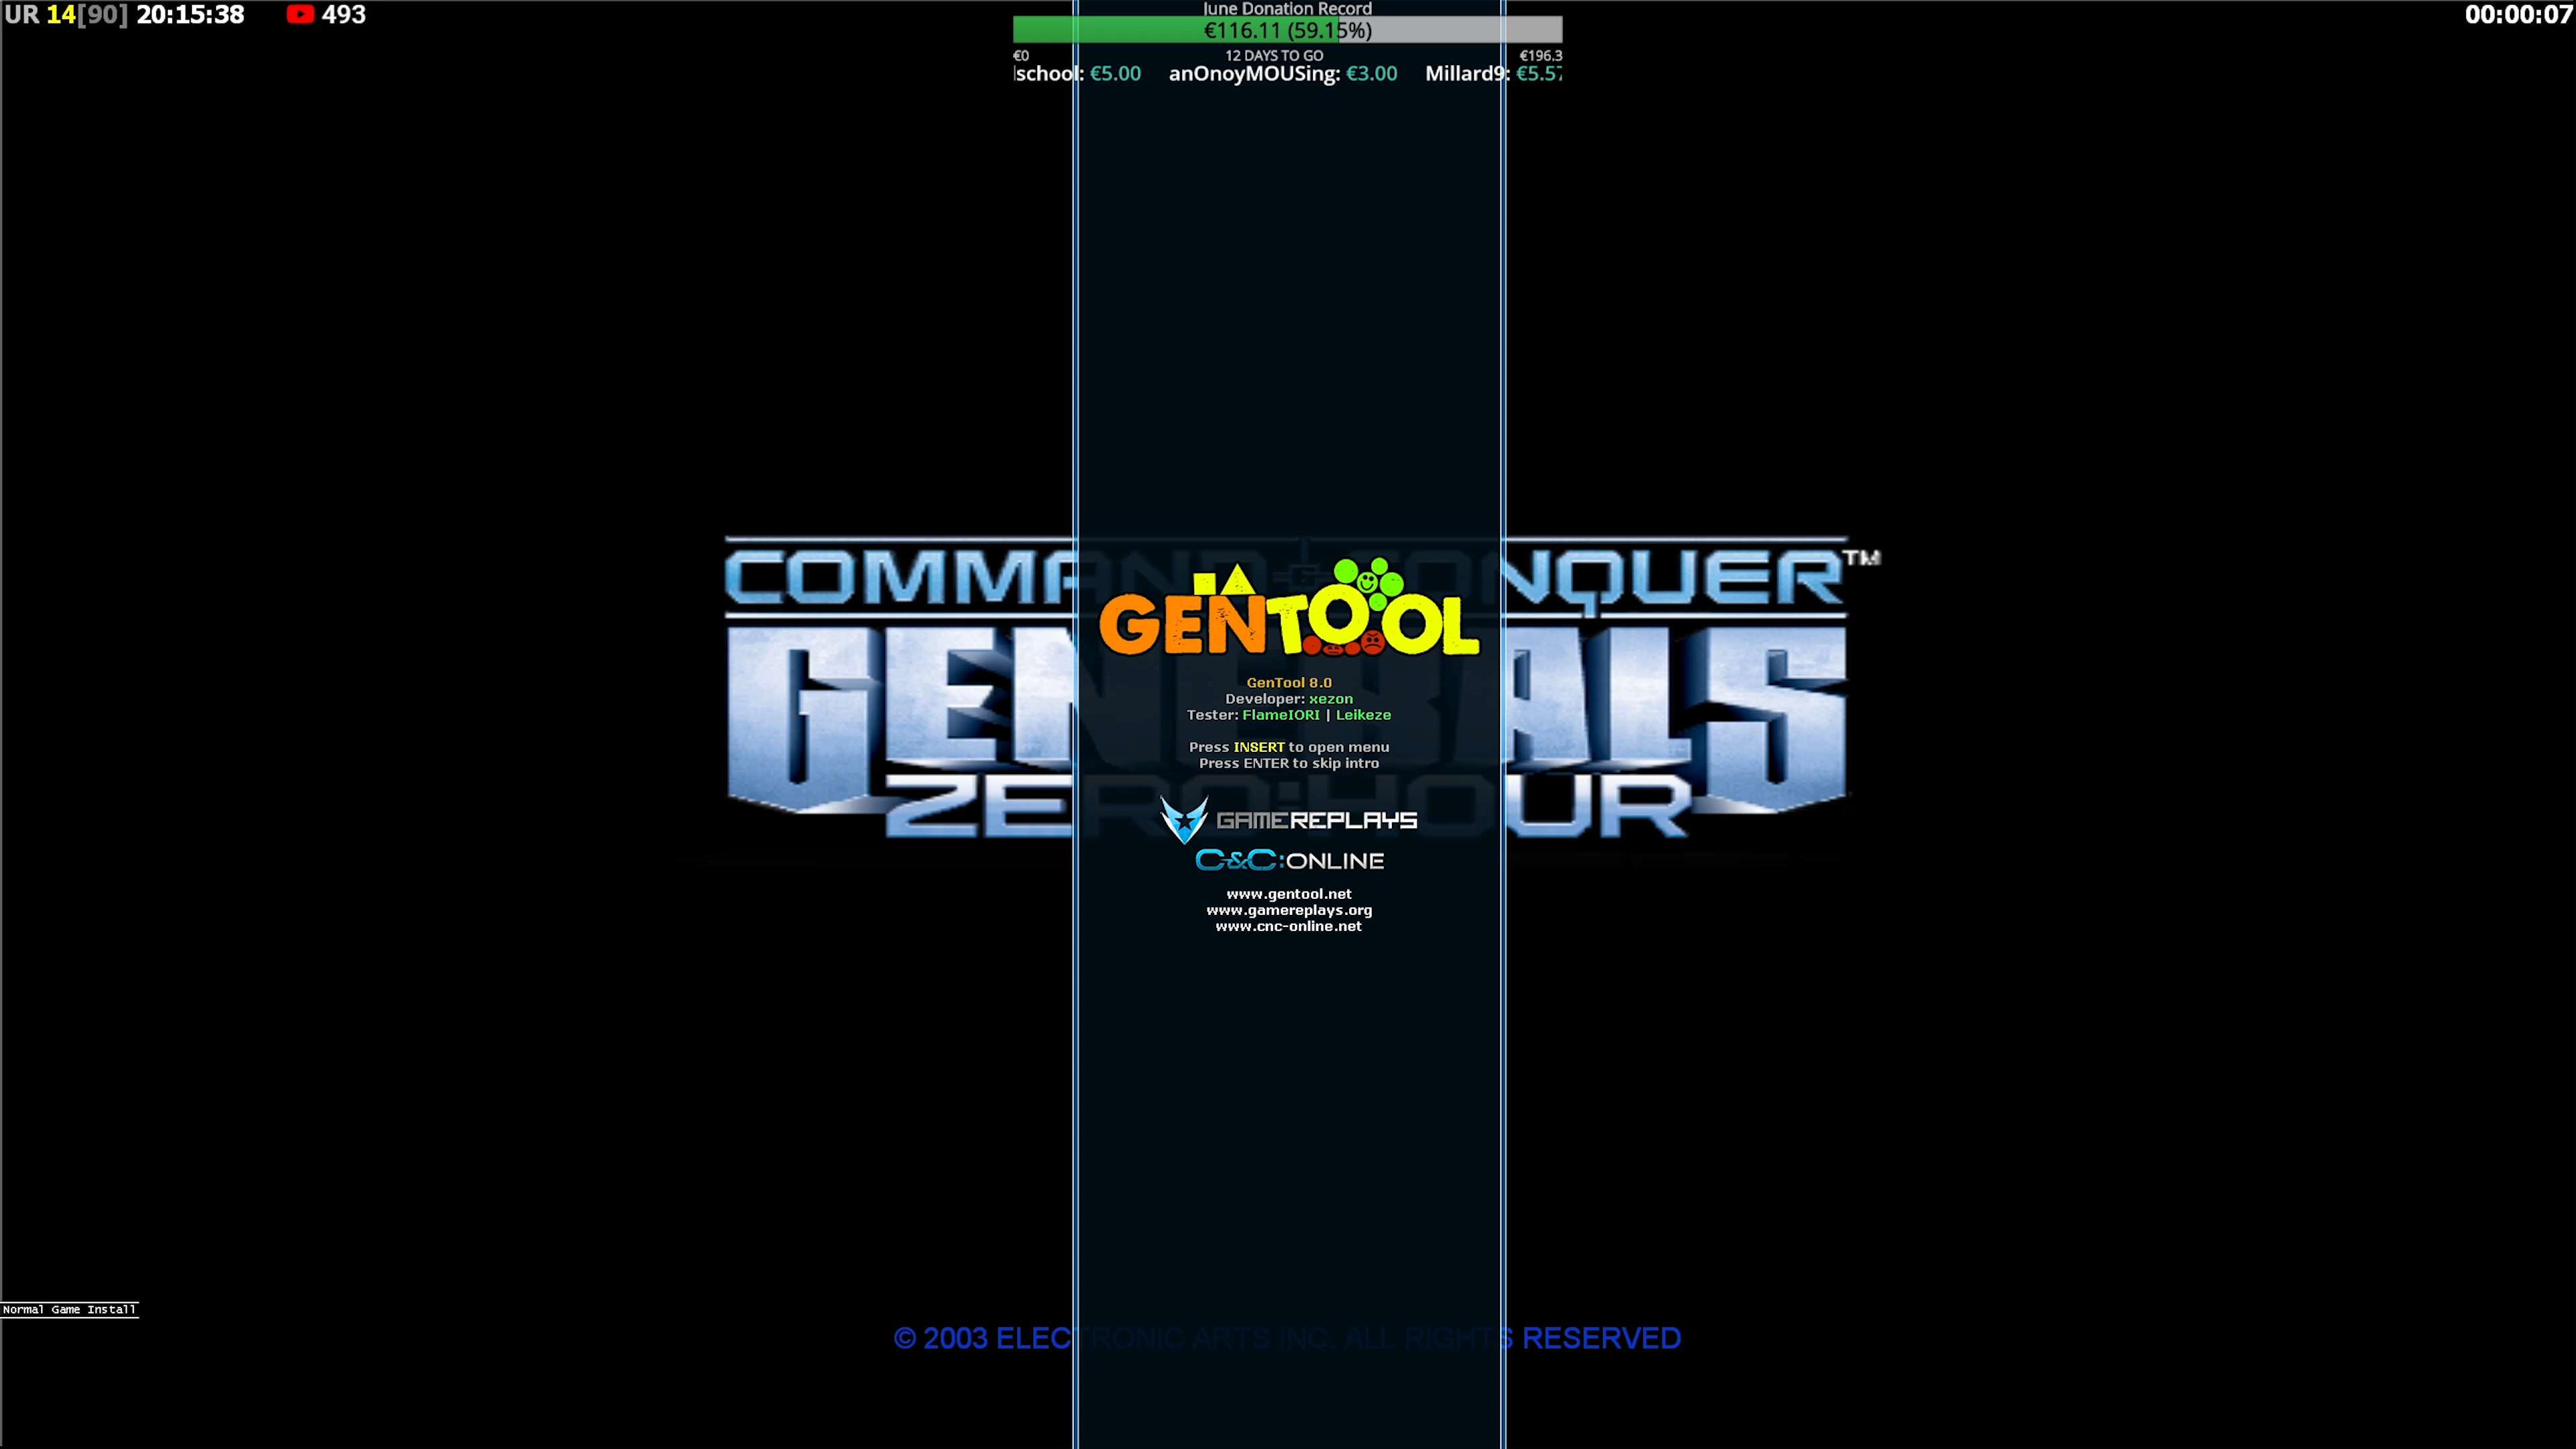 UR 14[90] 20:15:38 493
June Donation Record
00:00:07
€116.11 (59.15%)
€0 12 DAYS TO GO €196.3
school: €5.00 anOnoyMOUSing: €3.00 Millard9: €5.57
COMMAND & CONQUER™
GENERALS
ZERO:HOUR
GENTOOL
GenTool 8.0
Developer: xezon
Tester: FlameIORI | Leikeze
Press INSERT to open menu
Press ENTER to skip intro
GAMEREPLAYS
C&C:ONLINE
www.gentool.net
www.gamereplays.org
www.cnc-online.net
Normal Game Install
© 2003 ELECTRONIC ARTS INC. ALL RIGHTS RESERVED